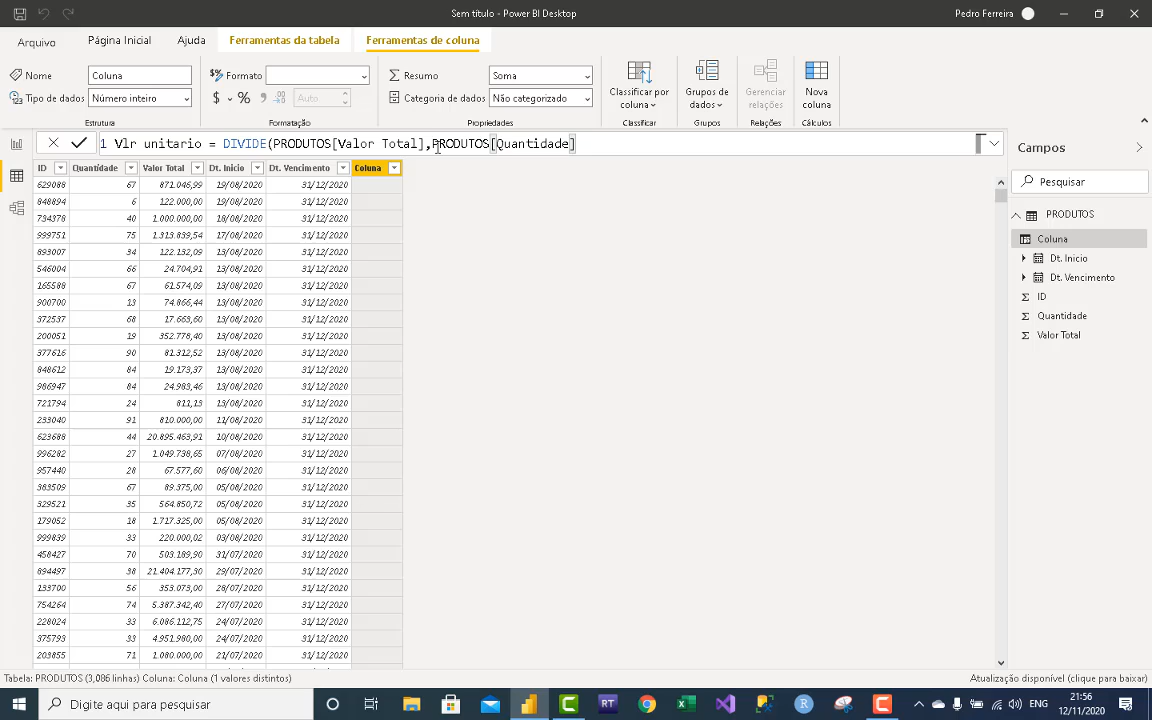 Sem título - Power BI Desktop
Pedro Ferreira
Arquivo
Página Inicial
Ajuda
Ferramentas da tabela
Ferramentas de coluna
Nome
Coluna
Tipo de dados
Número inteiro
Estrutura
Formato
$
%
Auto
Formatação
Resumo
Soma
Categoria de dados
Não categorizado
Propriedades
Classificar por
coluna
Classificar
Grupos de
dados
Grupos
Gerenciar
relações
Relações
Nova
coluna
Cálculos
1 Vlr unitario = DIVIDE(PRODUTOS[Valor Total],PRODUTOS[Quantidade]
ID Quantidade Valor Total Dt. Inicio Dt. Vencimento Coluna
629088 67 871.046,99 19/08/2020 31/12/2020
848894 6 122.000,00 19/08/2020 31/12/2020
734378 40 1.000.000,00 18/08/2020 31/12/2020
999751 75 1.313.839,54 17/08/2020 31/12/2020
893007 34 122.132,09 13/08/2020 31/12/2020
546004 66 24.704,91 13/08/2020 31/12/2020
165588 67 61.574,09 13/08/2020 31/12/2020
900700 13 74.866,44 13/08/2020 31/12/2020
372537 68 17.663,60 13/08/2020 31/12/2020
200051 19 352.778,40 13/08/2020 31/12/2020
377616 90 81.312,52 13/08/2020 31/12/2020
848612 84 19.173,37 13/08/2020 31/12/2020
986947 84 24.983,46 13/08/2020 31/12/2020
721794 24 811,13 13/08/2020 31/12/2020
233040 91 810.000,00 11/08/2020 31/12/2020
623688 44 20.895.463,91 10/08/2020 31/12/2020
996282 27 1.049.738,65 07/08/2020 31/12/2020
957440 28 67.577,60 06/08/2020 31/12/2020
383509 67 89.375,00 05/08/2020 31/12/2020
329521 35 564.850,72 05/08/2020 31/12/2020
179052 18 1.717.325,00 05/08/2020 31/12/2020
999839 33 220.000,02 03/08/2020 31/12/2020
458427 70 503.189,90 31/07/2020 31/12/2020
894497 38 21.404.177,30 29/07/2020 31/12/2020
133700 56 353.073,00 28/07/2020 31/12/2020
754264 74 5.387.342,40 27/07/2020 31/12/2020
228024 33 6.086.112,75 24/07/2020 31/12/2020
375793 33 4.951.980,00 24/07/2020 31/12/2020
203855 71 1.080.000,00 21/07/2020 31/12/2020
Campos
Pesquisar
PRODUTOS
Coluna
Dt. Inicio
Dt. Vencimento
ID
Quantidade
Valor Total
Tabela: PRODUTOS (3,086 linhas) Coluna: Coluna (1 valores distintos)
Atualização disponível (clique para baixar)
Digite aqui para pesquisar
RT
R
ENG
21:56
12/11/2020